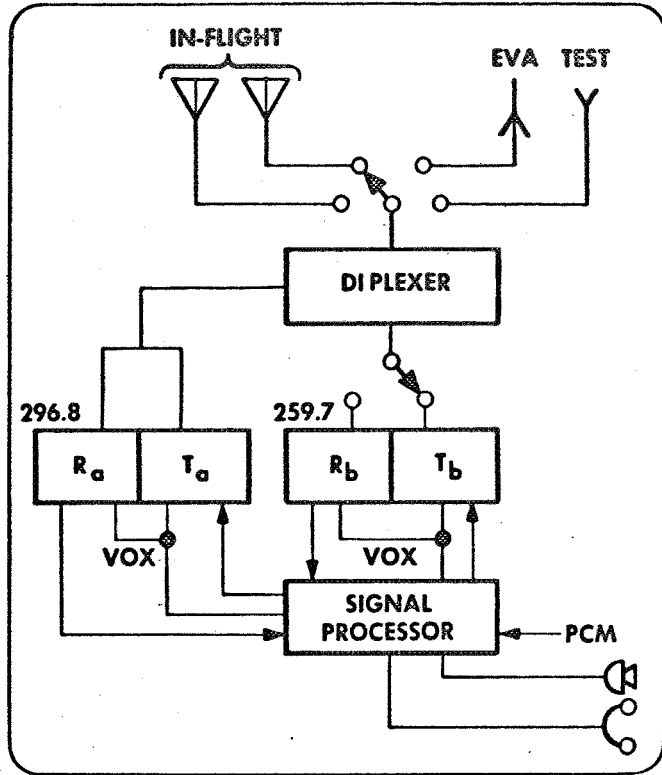 IN-FLIGHT
EVA TEST
DIPLEXER
296.8
259.7
Ra
Ta
Rb
Tb
VOX
VOX
SIGNAL
PROCESSOR
PCM